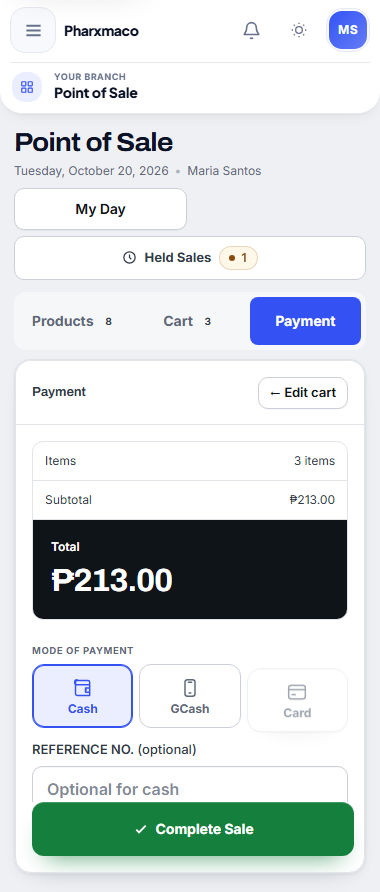 Pharxmaco
MS
YOUR BRANCH
Point of Sale
Point of Sale
Tuesday, October 20, 2026 • Maria Santos
My Day
Held Sales 1
Products 8 Cart 3 Payment
Payment ← Edit cart
Items 3 items
Subtotal ₱213.00
Total
₱213.00
MODE OF PAYMENT
Cash GCash Card
REFERENCE NO. (optional)
Optional for cash
✓ Complete Sale